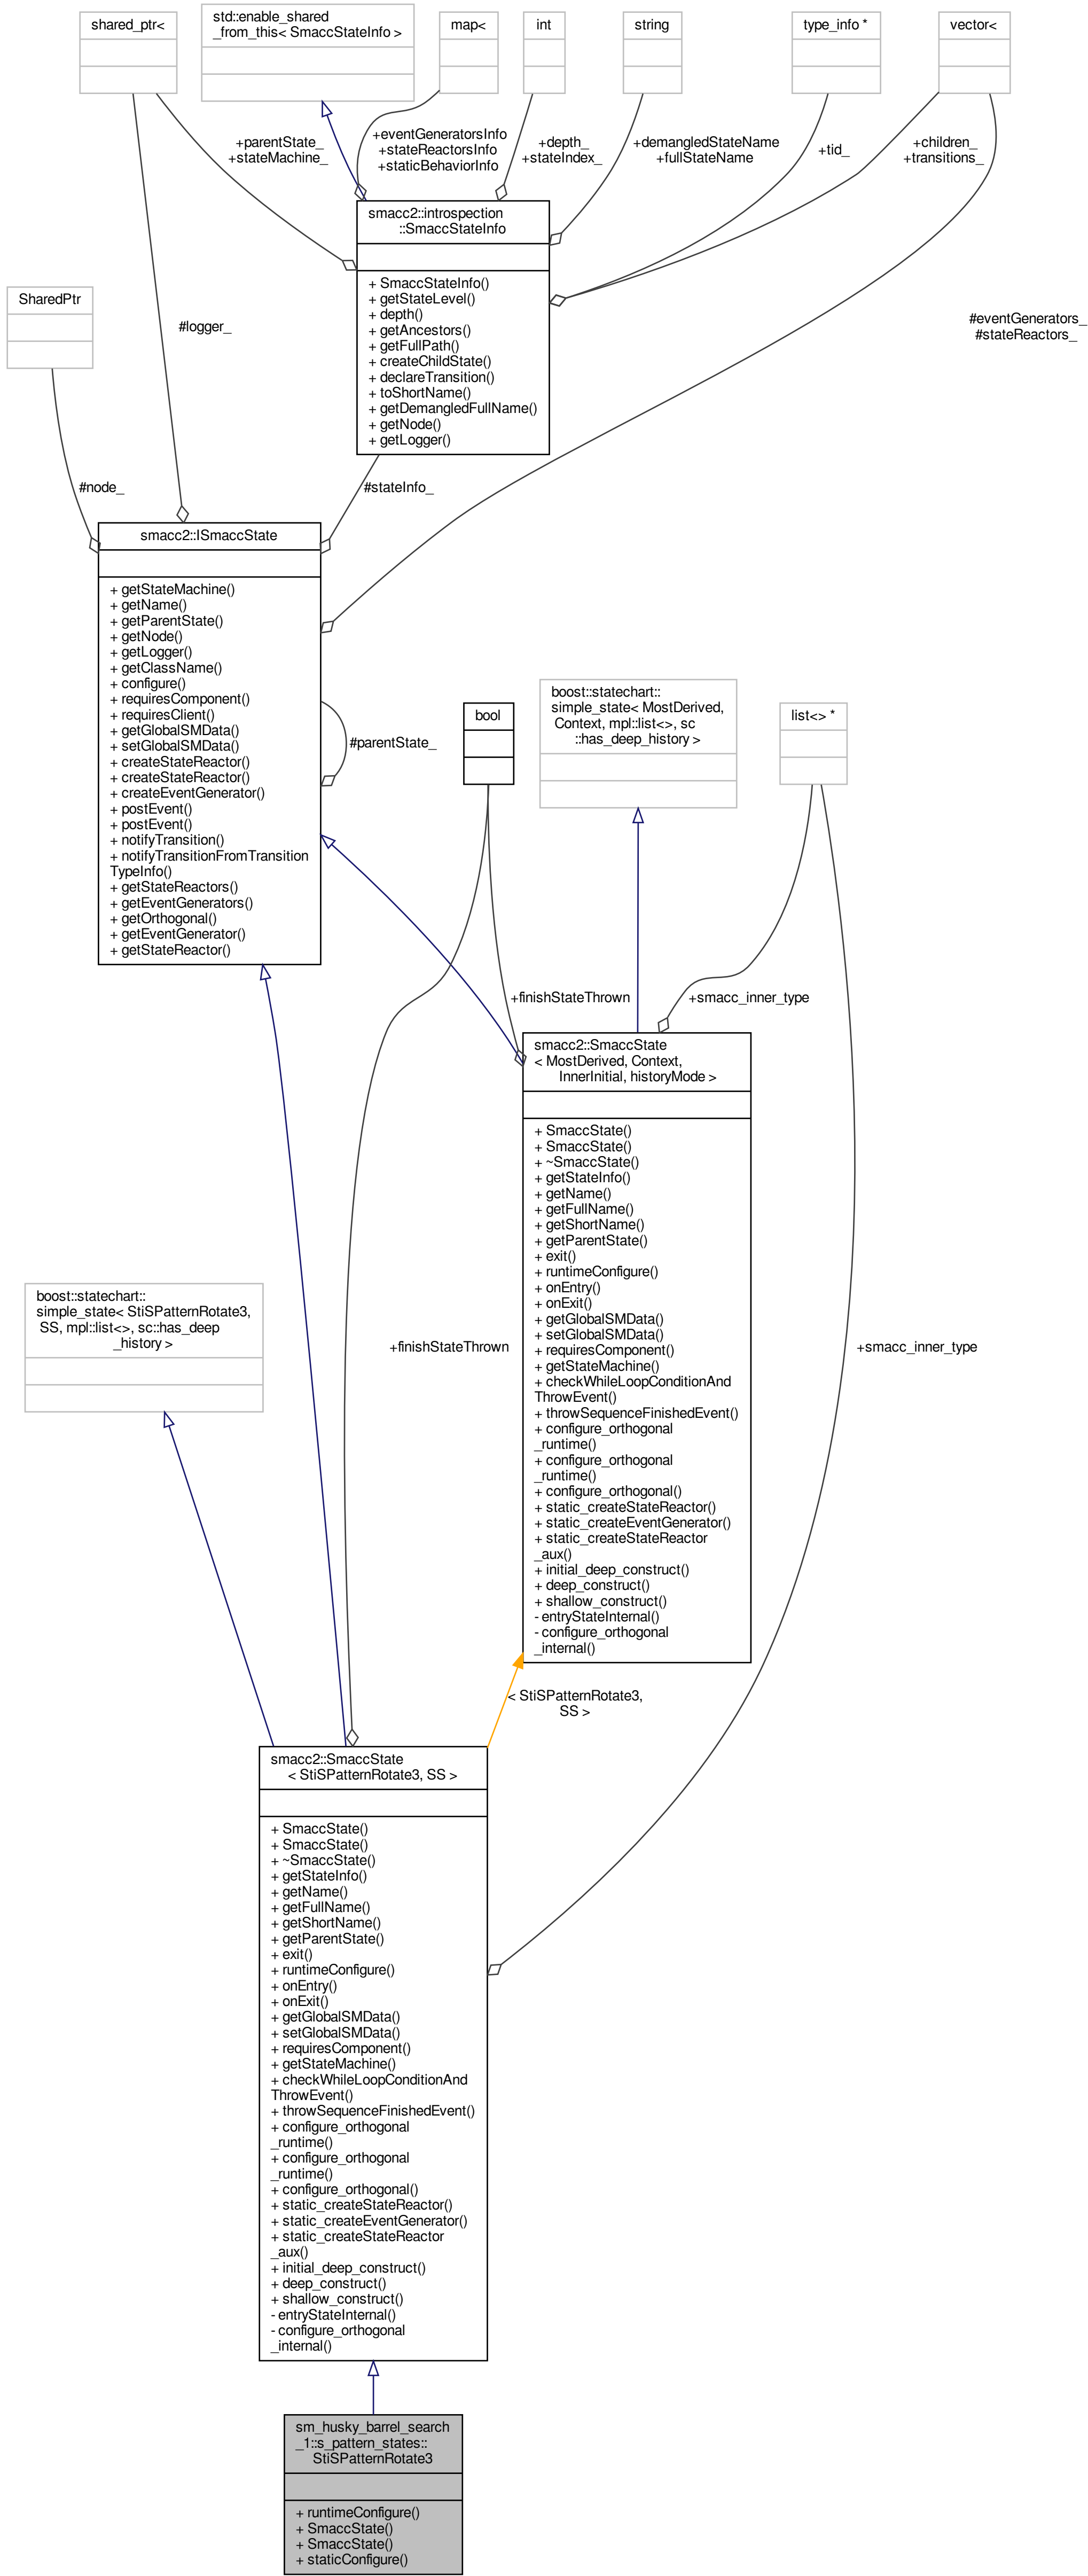 shared_ptr<
std::enable_shared
_from_this< SmaccStateInfo >
map<
int
string
type_info *
vector<
+parentState_
+stateMachine_
+eventGeneratorsInfo
+stateReactorsInfo
+staticBehaviorInfo
+depth_
+stateIndex_
+demangledStateName
+fullStateName
+tid_
+children_
+transitions_
smacc2::introspection
::SmaccStateInfo
+ SmaccStateInfo()
+ getStateLevel()
+ depth()
+ getAncestors()
+ getFullPath()
+ createChildState()
+ declareTransition()
+ toShortName()
+ getDemangledFullName()
+ getNode()
+ getLogger()
SharedPtr
#logger_
#eventGenerators_
#stateReactors_
#node_
#stateInfo_
smacc2::ISmaccState
+ getStateMachine()
+ getName()
+ getParentState()
+ getNode()
+ getLogger()
+ getClassName()
+ configure()
+ requiresComponent()
+ requiresClient()
+ getGlobalSMData()
+ setGlobalSMData()
+ createStateReactor()
+ createStateReactor()
+ createEventGenerator()
+ postEvent()
+ postEvent()
+ notifyTransition()
+ notifyTransitionFromTransition
TypeInfo()
+ getStateReactors()
+ getEventGenerators()
+ getOrthogonal()
+ getEventGenerator()
+ getStateReactor()
#parentState_
bool
boost::statechart::
simple_state< MostDerived,
Context, mpl::list<>, sc
::has_deep_history >
list<> *
+finishStateThrown
+smacc_inner_type
smacc2::SmaccState
< MostDerived, Context,
InnerInitial, historyMode >
+ SmaccState()
+ SmaccState()
+ ~SmaccState()
+ getStateInfo()
+ getName()
+ getFullName()
+ getShortName()
+ getParentState()
+ exit()
+ runtimeConfigure()
+ onEntry()
+ onExit()
+ getGlobalSMData()
+ setGlobalSMData()
+ requiresComponent()
+ getStateMachine()
+ checkWhileLoopConditionAnd
ThrowEvent()
+ throwSequenceFinishedEvent()
+ configure_orthogonal
_runtime()
+ configure_orthogonal
_runtime()
+ configure_orthogonal()
+ static_createStateReactor()
+ static_createEventGenerator()
+ static_createStateReactor
_aux()
+ initial_deep_construct()
+ deep_construct()
+ shallow_construct()
- entryStateInternal()
- configure_orthogonal
_internal()
boost::statechart::
simple_state< StiSPatternRotate3,
SS, mpl::list<>, sc::has_deep
_history >
+finishStateThrown
+smacc_inner_type
< StiSPatternRotate3,
SS >
smacc2::SmaccState
< StiSPatternRotate3, SS >
+ SmaccState()
+ SmaccState()
+ ~SmaccState()
+ getStateInfo()
+ getName()
+ getFullName()
+ getShortName()
+ getParentState()
+ exit()
+ runtimeConfigure()
+ onEntry()
+ onExit()
+ getGlobalSMData()
+ setGlobalSMData()
+ requiresComponent()
+ getStateMachine()
+ checkWhileLoopConditionAnd
ThrowEvent()
+ throwSequenceFinishedEvent()
+ configure_orthogonal
_runtime()
+ configure_orthogonal
_runtime()
+ configure_orthogonal()
+ static_createStateReactor()
+ static_createEventGenerator()
+ static_createStateReactor
_aux()
+ initial_deep_construct()
+ deep_construct()
+ shallow_construct()
- entryStateInternal()
- configure_orthogonal
_internal()
sm_husky_barrel_search
_1::s_pattern_states::
StiSPatternRotate3
+ runtimeConfigure()
+ SmaccState()
+ SmaccState()
+ staticConfigure()